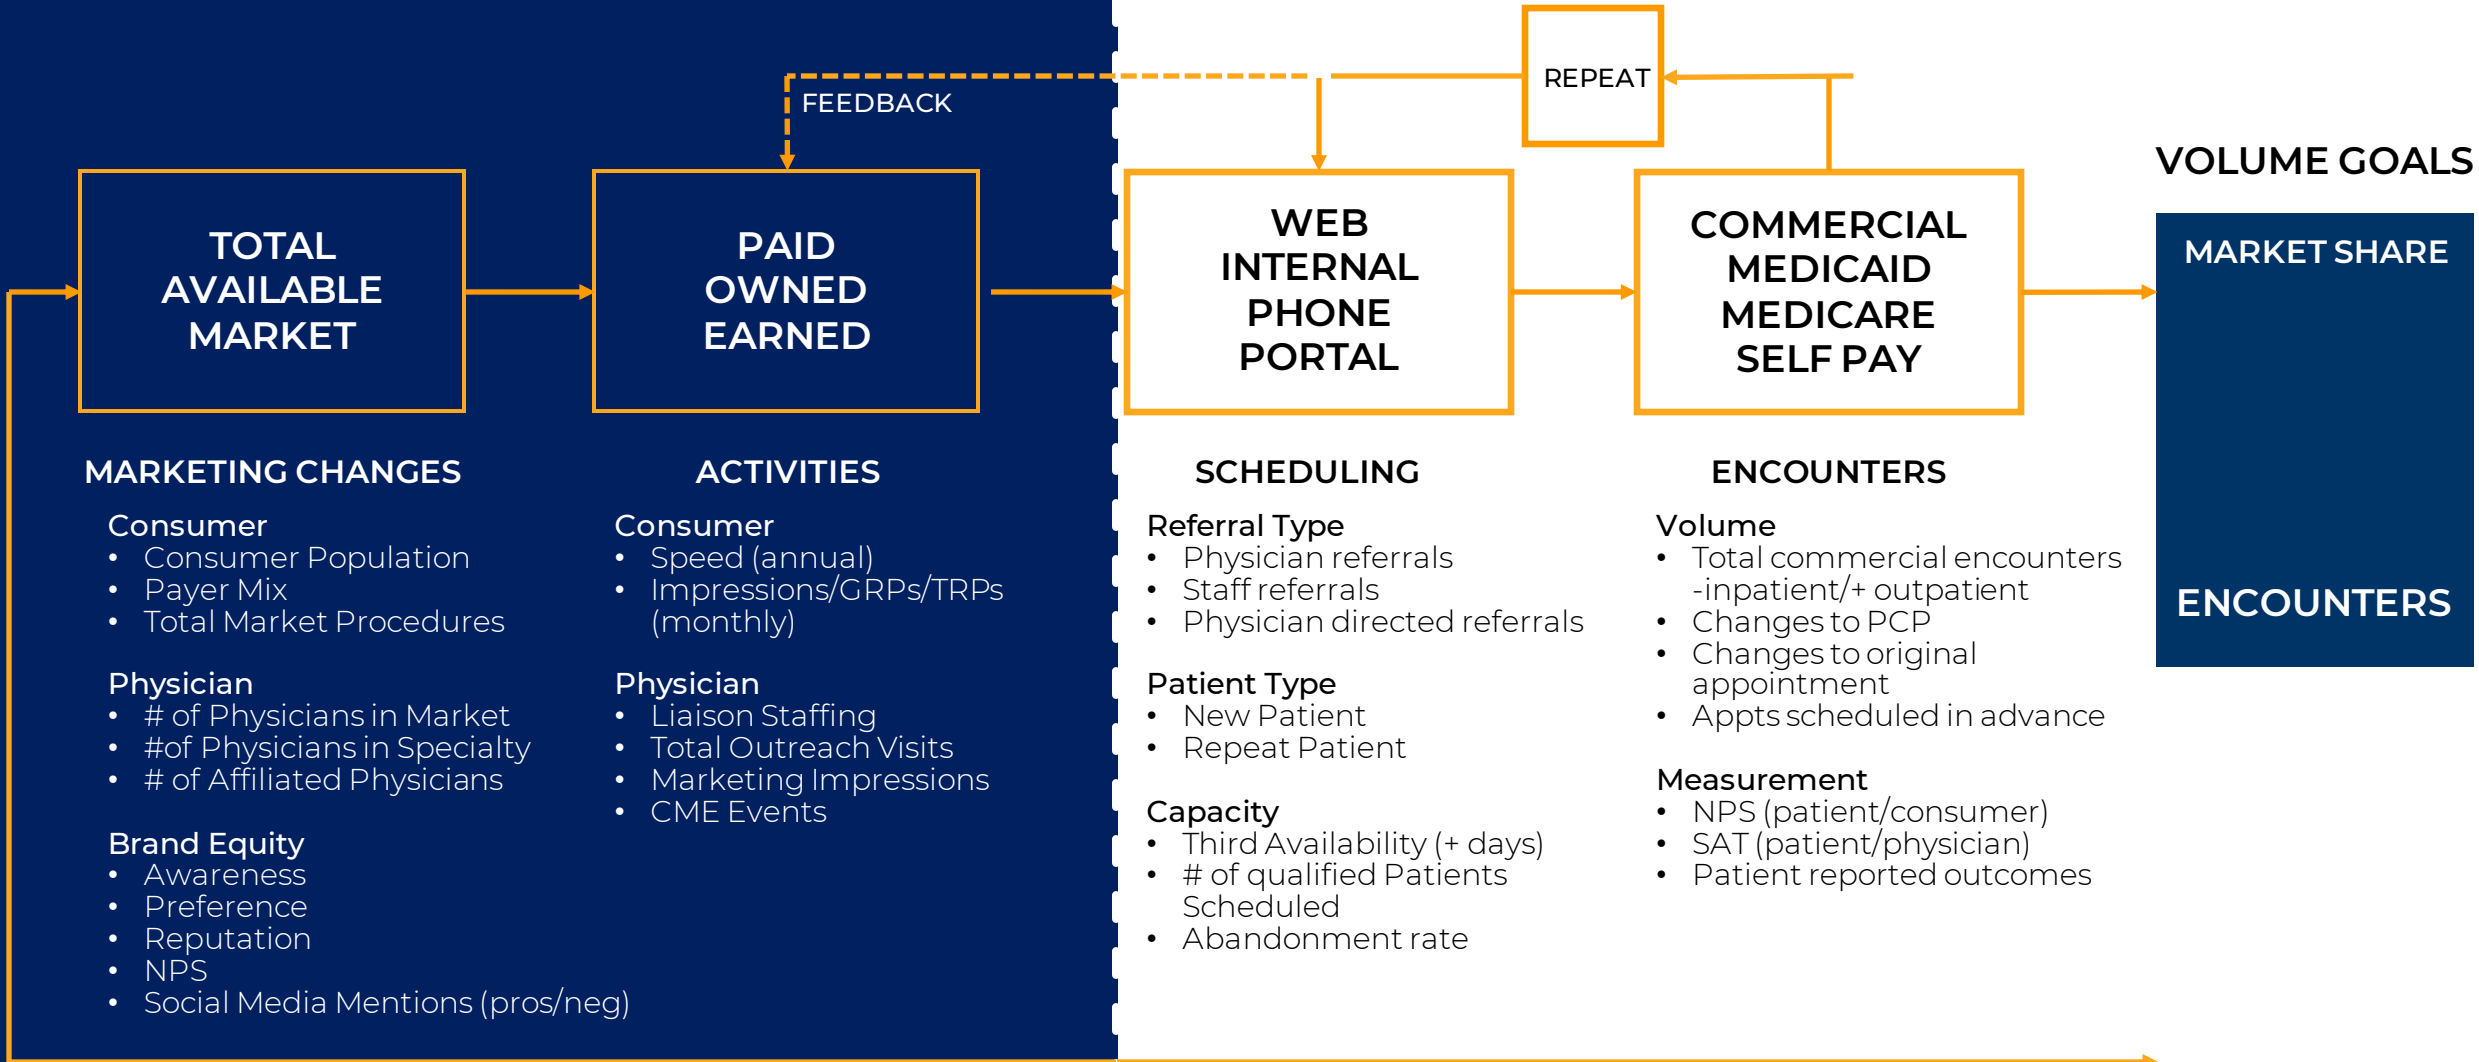 REPEAT
FEEDBACK
VOLUME GOALS
TOTAL
AVAILABLE
MARKET
PAID
OWNED
EARNED
WEB
INTERNAL
PHONE
PORTAL
COMMERCIAL
MEDICAID
MEDICARE
SELF PAY
MARKET SHARE
ENCOUNTERS
MARKETING CHANGES
Consumer
• Consumer Population
• Payer Mix
• Total Market Procedures
Physician
• # of Physicians in Market
• #of Physicians in Specialty
• # of Affiliated Physicians
Brand Equity
• Awareness
• Preference
• Reputation
• NPS
• Social Media Mentions (pros/neg)
ACTIVITIES
Consumer
• Speed (annual)
• Impressions/GRPs/TRPs
(monthly)
Physician
• Liaison Staffing
• Total Outreach Visits
• Marketing Impressions
• CME Events
SCHEDULING
Referral Type
• Physician referrals
• Staff referrals
• Physician directed referrals
Patient Type
• New Patient
• Repeat Patient
Capacity
• Third Availability (+ days)
• # of qualified Patients
Scheduled
• Abandonment rate
ENCOUNTERS
Volume
• Total commercial encounters
-inpatient/+ outpatient
• Changes to PCP
• Changes to original
appointment
• Appts scheduled in advance
Measurement
• NPS (patient/consumer)
• SAT (patient/physician)
• Patient reported outcomes